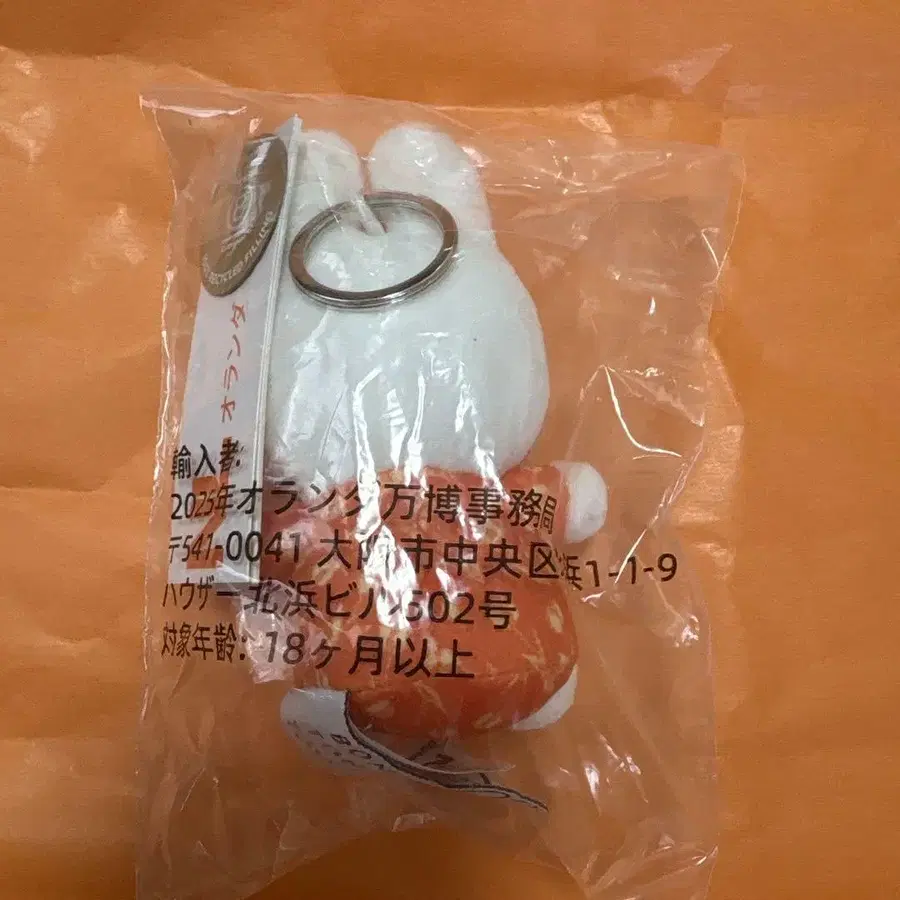 RECYCLED FILLING
オランダ
輸入者:
2025年オランダ万博事務局
〒541-0041 大阪市中央区 浜1-1-9
ハウザー北浜ビル502号
対象年齢: 18ヶ月以上